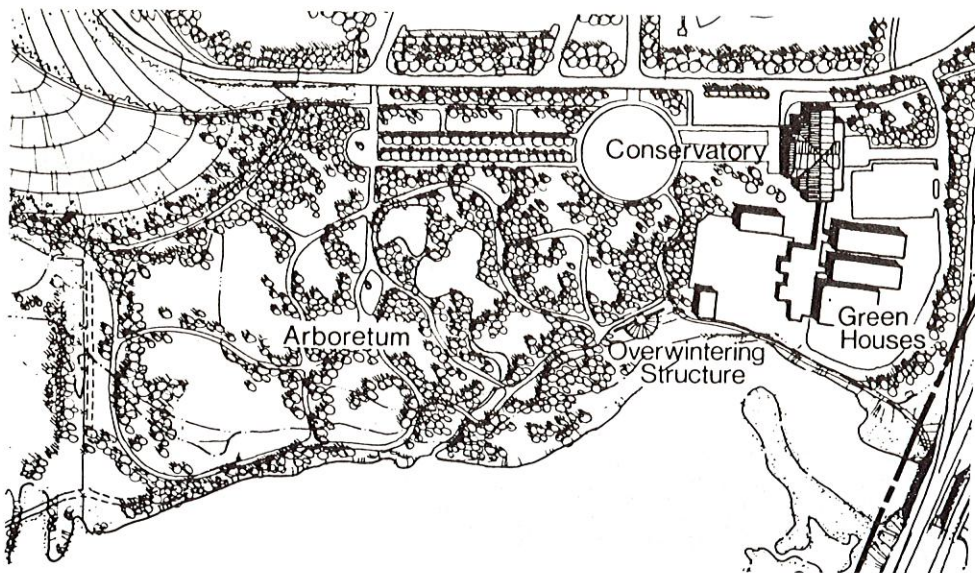 Conservatory
Arboretum
Overwintering
Structure
Green
Houses